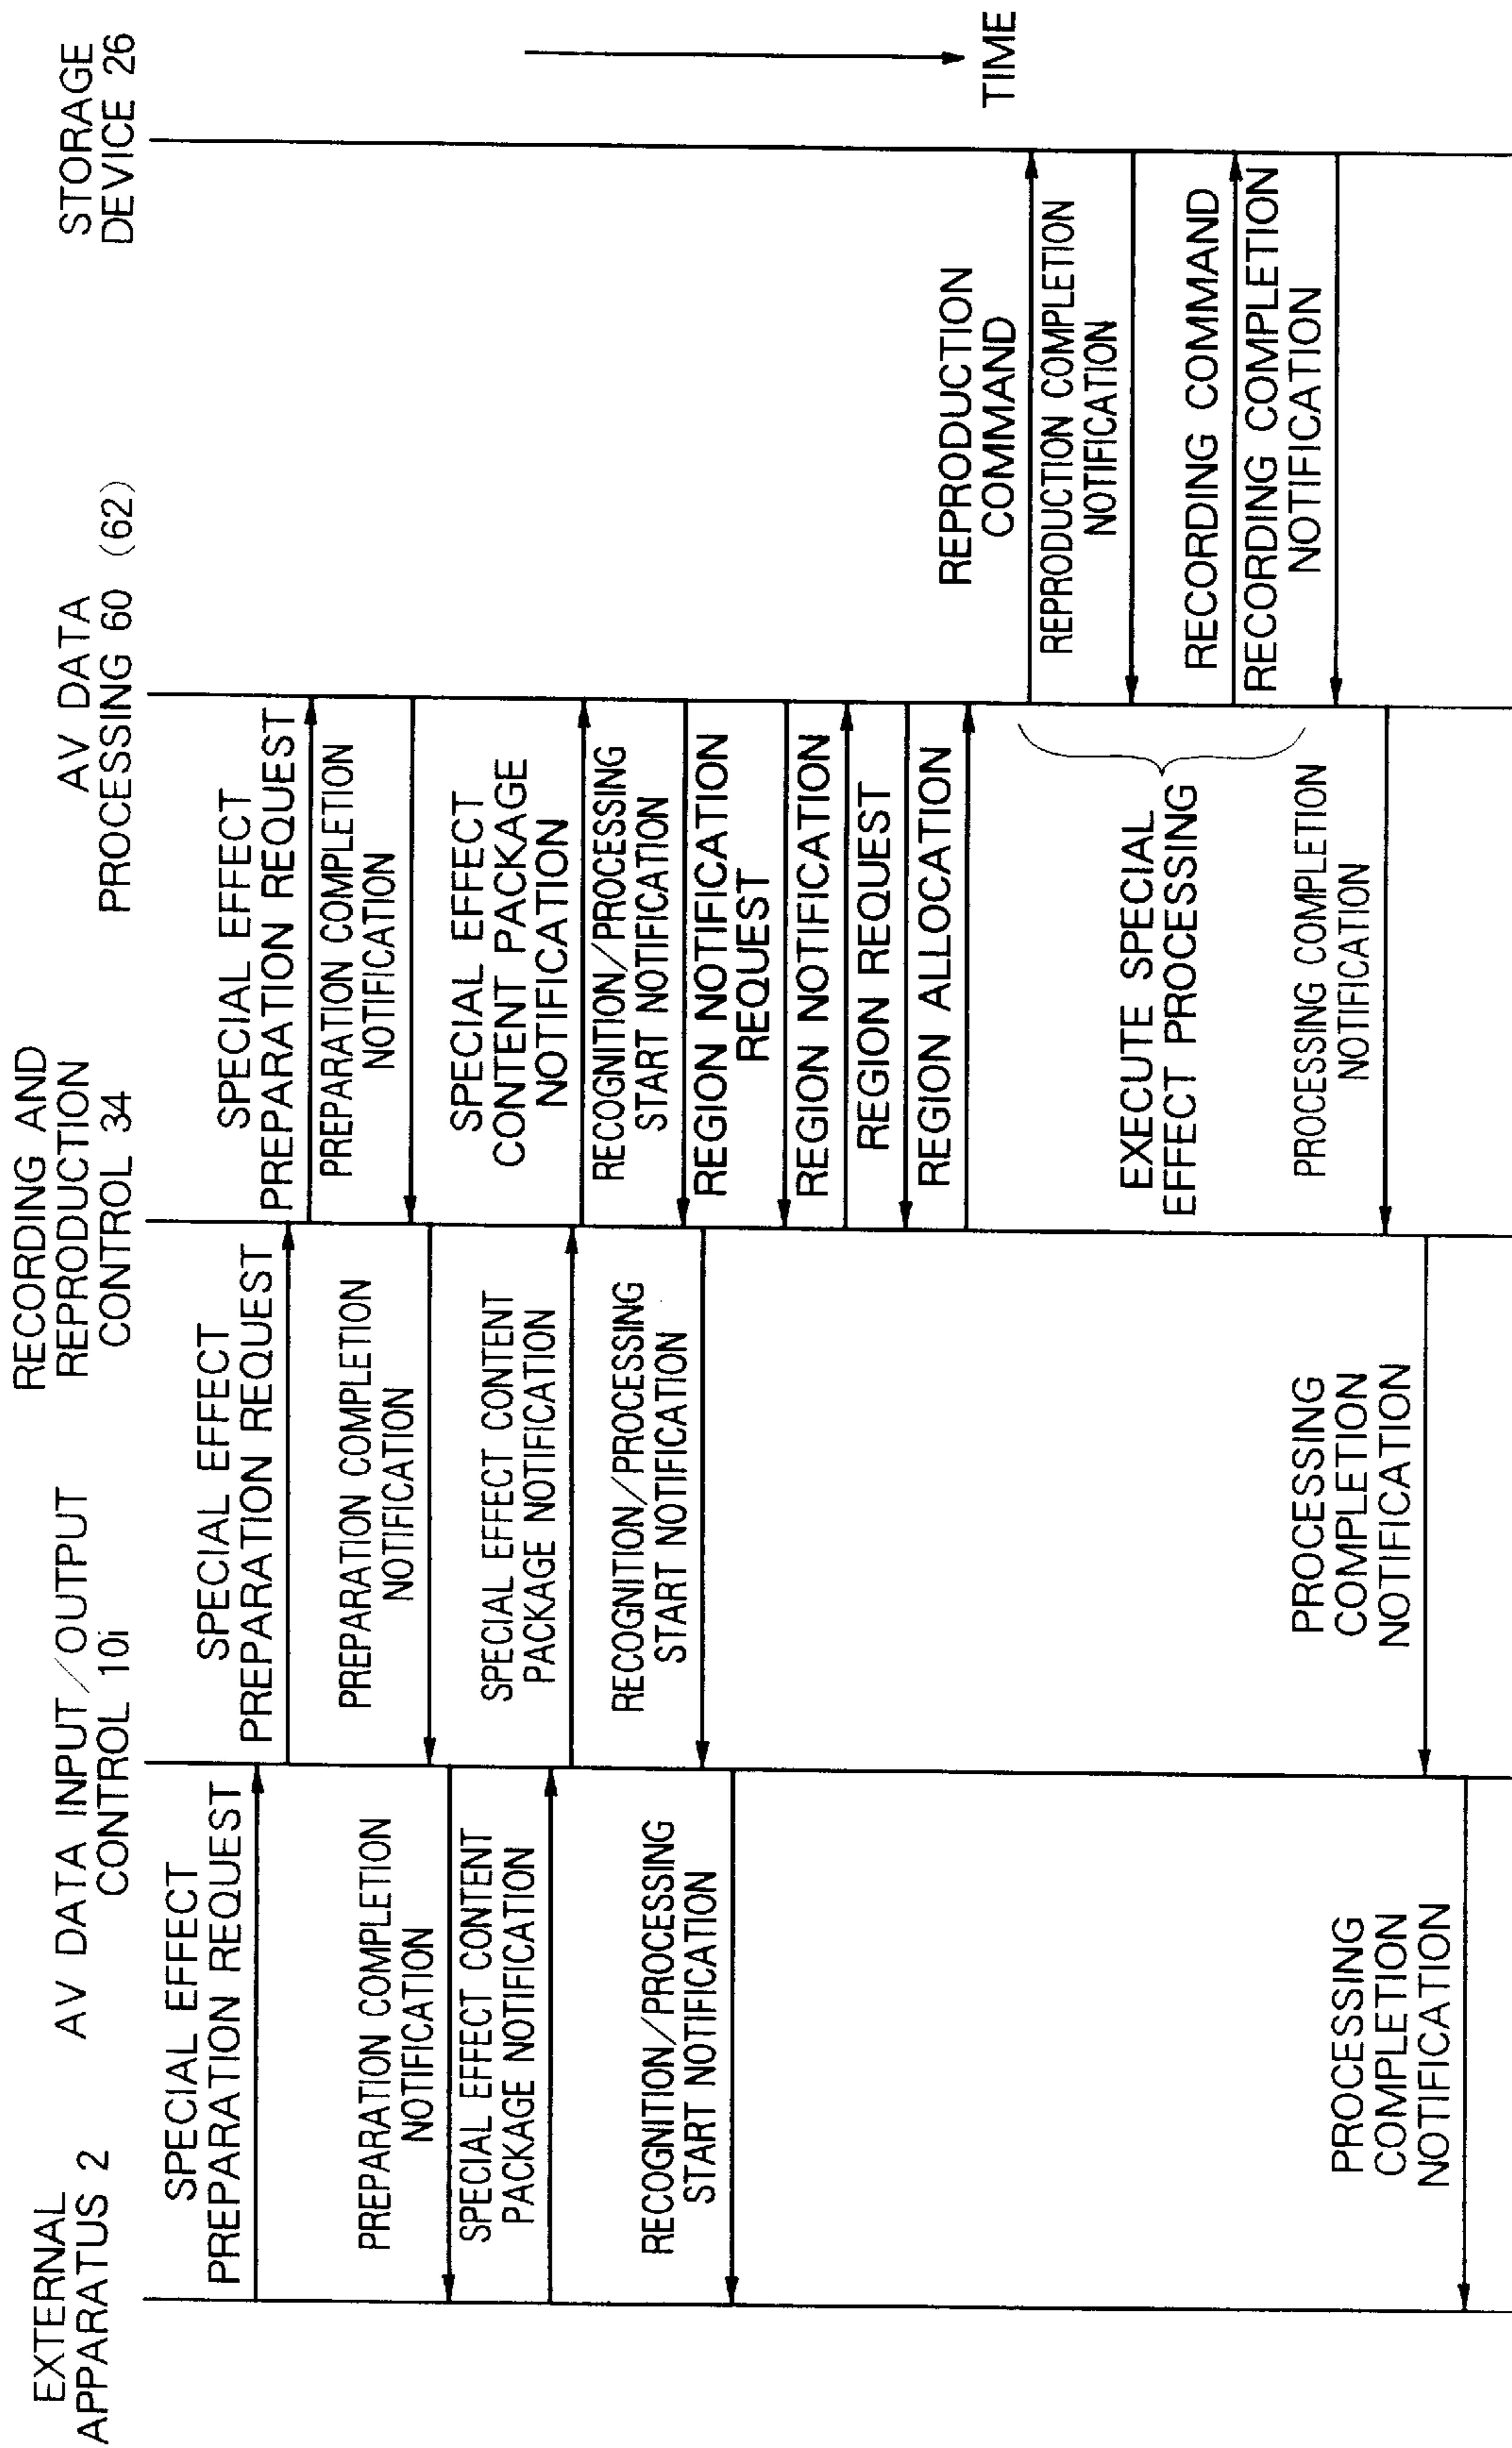 EXTERNAL
APPARATUS 2
AV DATA INPUT/OUTPUT
CONTROL 10i
RECORDING AND
REPRODUCTION
CONTROL 34
AV DATA
PROCESSING 60 (62)
STORAGE
DEVICE 26
TIME
SPECIAL EFFECT
PREPARATION REQUEST
PREPARATION COMPLETION
NOTIFICATION
SPECIAL EFFECT CONTENT
PACKAGE NOTIFICATION
RECOGNITION/PROCESSING
START NOTIFICATION
PROCESSING
COMPLETION
NOTIFICATION
SPECIAL EFFECT
PREPARATION REQUEST
PREPARATION COMPLETION
NOTIFICATION
SPECIAL EFFECT CONTENT
PACKAGE NOTIFICATION
RECOGNITION/PROCESSING
START NOTIFICATION
PROCESSING
COMPLETION
NOTIFICATION
SPECIAL EFFECT
PREPARATION REQUEST
PREPARATION COMPLETION
NOTIFICATION
SPECIAL EFFECT
CONTENT PACKAGE
NOTIFICATION
RECOGNITION/PROCESSING
START NOTIFICATION
REGION NOTIFICATION
REQUEST
REGION NOTIFICATION
REGION REQUEST
REGION ALLOCATION
EXECUTE SPECIAL
EFFECT PROCESSING
PROCESSING COMPLETION
NOTIFICATION
REPRODUCTION
COMMAND
REPRODUCTION COMPLETION
NOTIFICATION
RECORDING COMMAND
RECORDING COMPLETION
NOTIFICATION